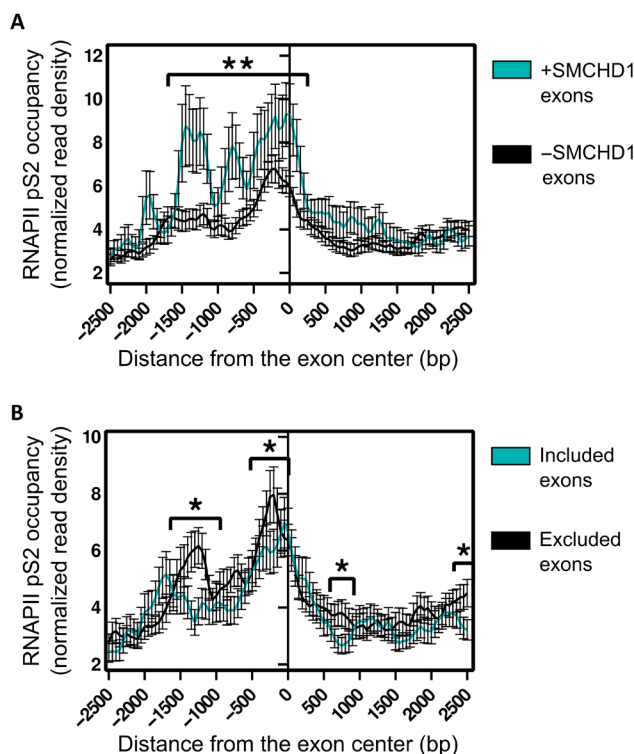 A
RNAPII pS2 occupancy
(normalized read density)
12
10
8
6
4
2
**
−2500
−2000
−1500
−1000
−500
0
500
1000
1500
2000
2500
Distance from the exon center (bp)
+SMCHD1
exons
−SMCHD1
exons
B
RNAPII pS2 occupancy
(normalized read density)
10
8
6
4
2
*
*
*
*
−2500
−2000
−1500
−1000
−500
0
500
1000
1500
2000
2500
Distance from the exon center (bp)
Included
exons
Excluded
exons